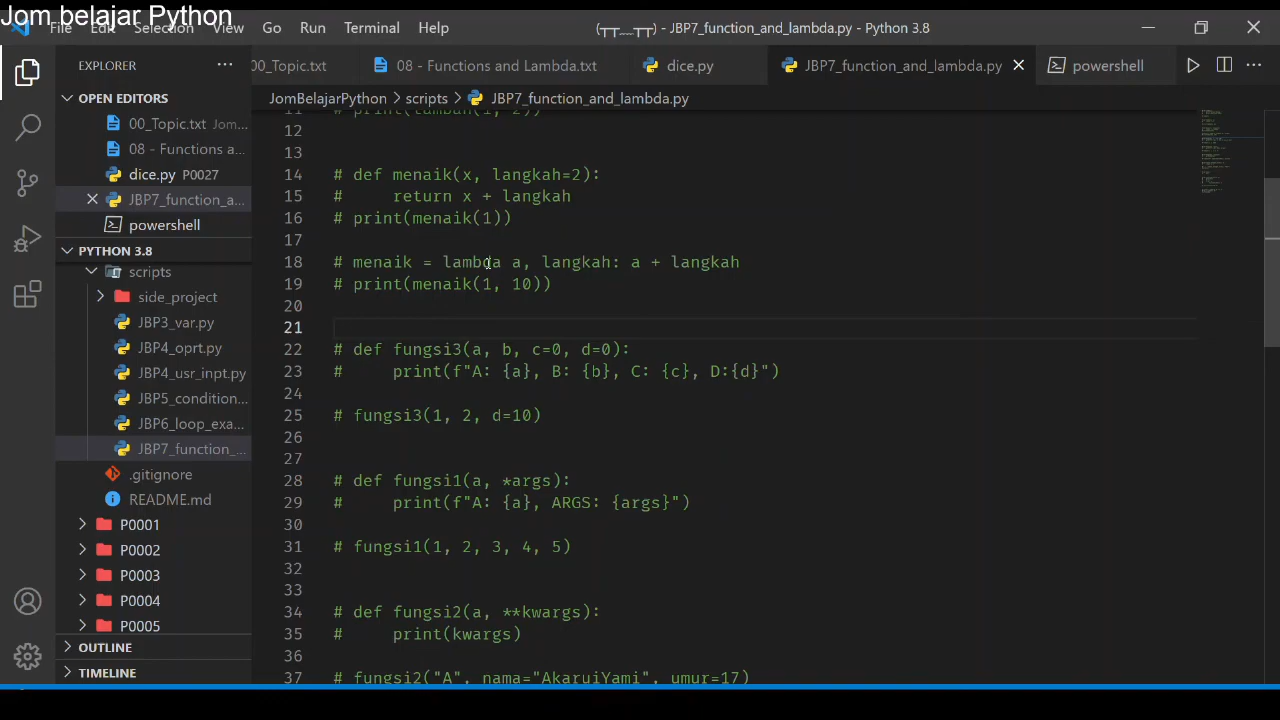 Jom belajar Python
File Edit Selection View Go Run Terminal Help (┬┬﹏┬┬) - JBP7_function_and_lambda.py - Python 3.8
EXPLORER ···
00_Topic.txt 08 - Functions and Lambda.txt dice.py JBP7_function_and_lambda.py powershell ···
OPEN EDITORS
JomBelajarPython > scripts > JBP7_function_and_lambda.py
00_Topic.txt Jom...
08 - Functions a...
dice.py P0027
JBP7_function_a...
powershell
PYTHON 3.8
scripts
side_project
JBP3_var.py
JBP4_oprt.py
JBP4_usr_inpt.py
JBP5_condition...
JBP6_loop_exa...
JBP7_function_...
.gitignore
README.md
P0001
P0002
P0003
P0004
P0005
OUTLINE
TIMELINE
11 # print(tambah(1, 2))
12
13
14 # def menaik(x, langkah=2):
15 #     return x + langkah
16 # print(menaik(1))
17
18 # menaik = lambda a, langkah: a + langkah
19 # print(menaik(1, 10))
20
21
22 # def fungsi3(a, b, c=0, d=0):
23 #     print(f"A: {a}, B: {b}, C: {c}, D:{d}")
24
25 # fungsi3(1, 2, d=10)
26
27
28 # def fungsi1(a, *args):
29 #     print(f"A: {a}, ARGS: {args}")
30
31 # fungsi1(1, 2, 3, 4, 5)
32
33
34 # def fungsi2(a, **kwargs):
35 #     print(kwargs)
36
37 # fungsi2("A", nama="AkaruiYami", umur=17)